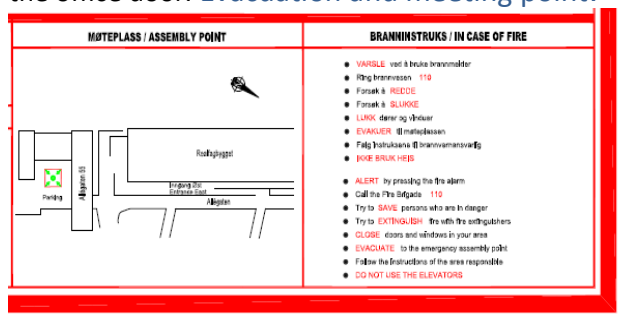 the office door. Evacuation and meeting point.
MØTEPLASS / ASSEMBLY POINT
Realfagbygget
Inngang Øst
Entrance East
Allégaten
Allégaten 55
Parking
BRANNINSTRUKS / IN CASE OF FIRE
VARSLE ved å bruke brannmelder
Ring brannvesen 110
Forsøk å REDDE
Forsøk å SLUKKE
LUKK dører og vinduer
EVAKUER til møteplassen
Følg instruksene til brannvernansvarlig
IKKE BRUK HEIS
ALERT by pressing the fire alarm
Call the Fire Brigade 110
Try to SAVE persons who are in danger
Try to EXTINGUISH fire with fire extinguishers
CLOSE doors and windows in your area
EVACUATE to the emergency assembly point
Follow the instructions of the area responsible
DO NOT USE THE ELEVATORS